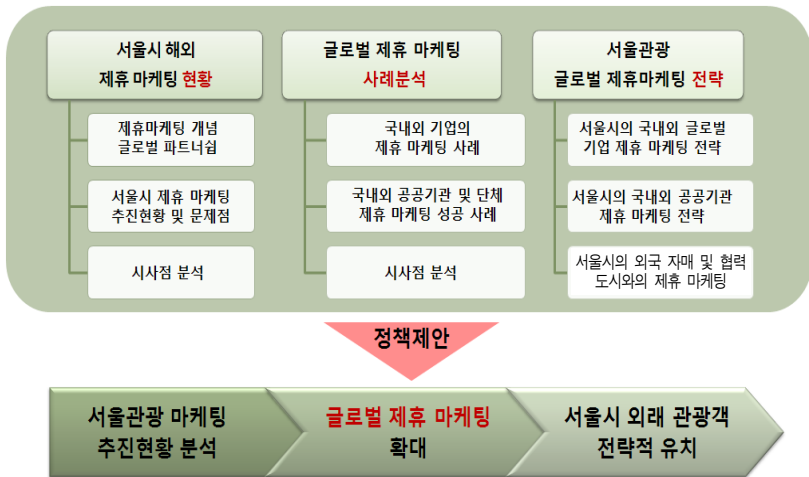 서울시 해외
제휴 마케팅 현황
제휴마케팅 개념
글로벌 파트너쉽
서울시 제휴 마케팅
추진현황 및 문제점
시사점 분석
글로벌 제휴 마케팅
사례분석
국내외 기업의
제휴 마케팅 사례
국내외 공공기관 및 단체
제휴 마케팅 성공 사례
시사점 분석
서울관광
글로벌 제휴마케팅 전략
서울시의 국내외 글로벌
기업 제휴 마케팅 전략
서울시의 국내외 공공기관
제휴 마케팅 전략
서울시의 외국 자매 및 협력
도시와의 제휴 마케팅
정책제안
서울관광 마케팅
추진현황 분석
글로벌 제휴 마케팅
확대
서울시 외래 관광객
전략적 유치